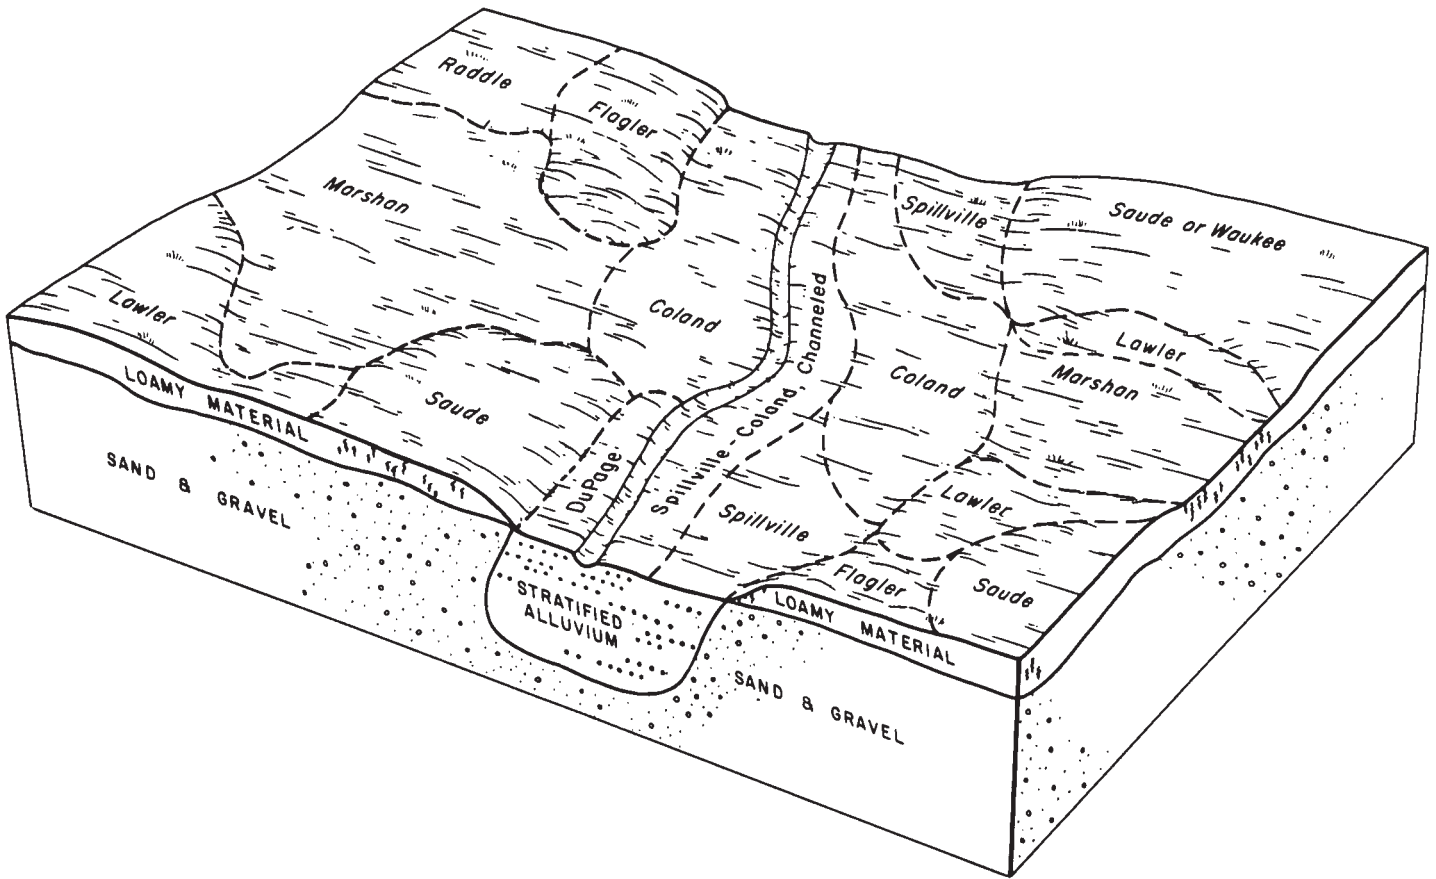 Raddle
Flagler
Marshan
Spillville
Saude or Waukee
Lawler
Coland
Spillville - Coland, Channeled
Lawler
Marshan
Coland
Saude
DuPage
Spillville
Lawler
Flagler
Saude
LOAMY MATERIAL
SAND & GRAVEL
STRATIFIED
ALLUVIUM
LOAMY MATERIAL
SAND & GRAVEL